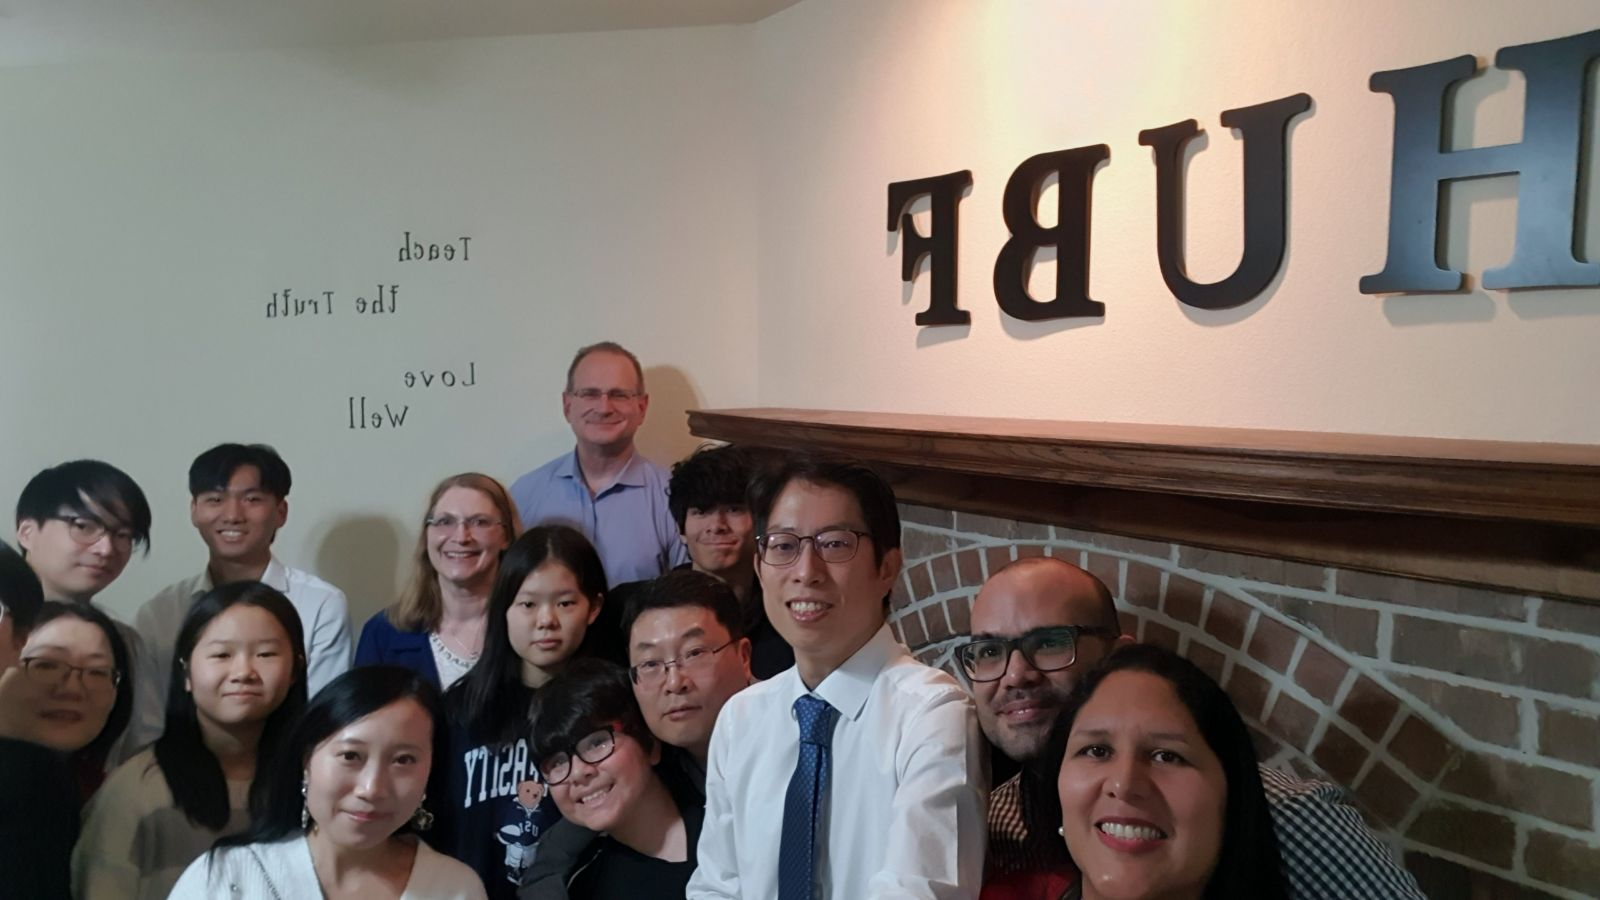 HUBF
Teach
the Truth
Love
Well